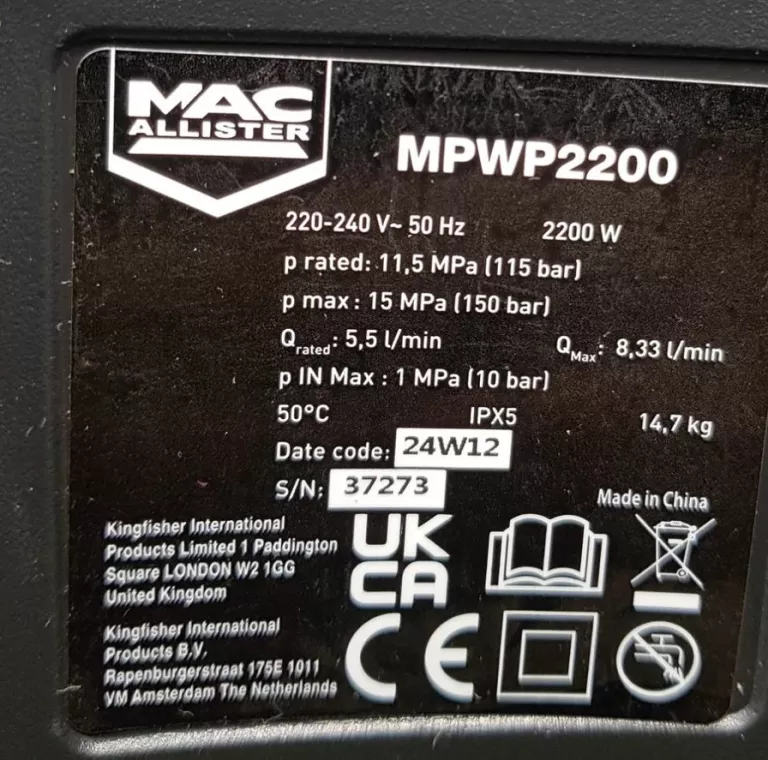 MAC
ALLISTER
MPWP2200
220-240 V~ 50 Hz 2200 W
p rated: 11,5 MPa (115 bar)
p max : 15 MPa (150 bar)
Qrated: 5,5 l/min QMax: 8,33 l/min
p IN Max : 1 MPa (10 bar)
50°C IPX5 14,7 kg
Date code: 24W12
S/N: 37273
Made in China
Kingfisher International
Products Limited 1 Paddington
Square LONDON W2 1GG
United Kingdom
UK
CA
Kingfisher International
Products B.V.
Rapenburgerstraat 175E 1011
VM Amsterdam The Netherlands
CE